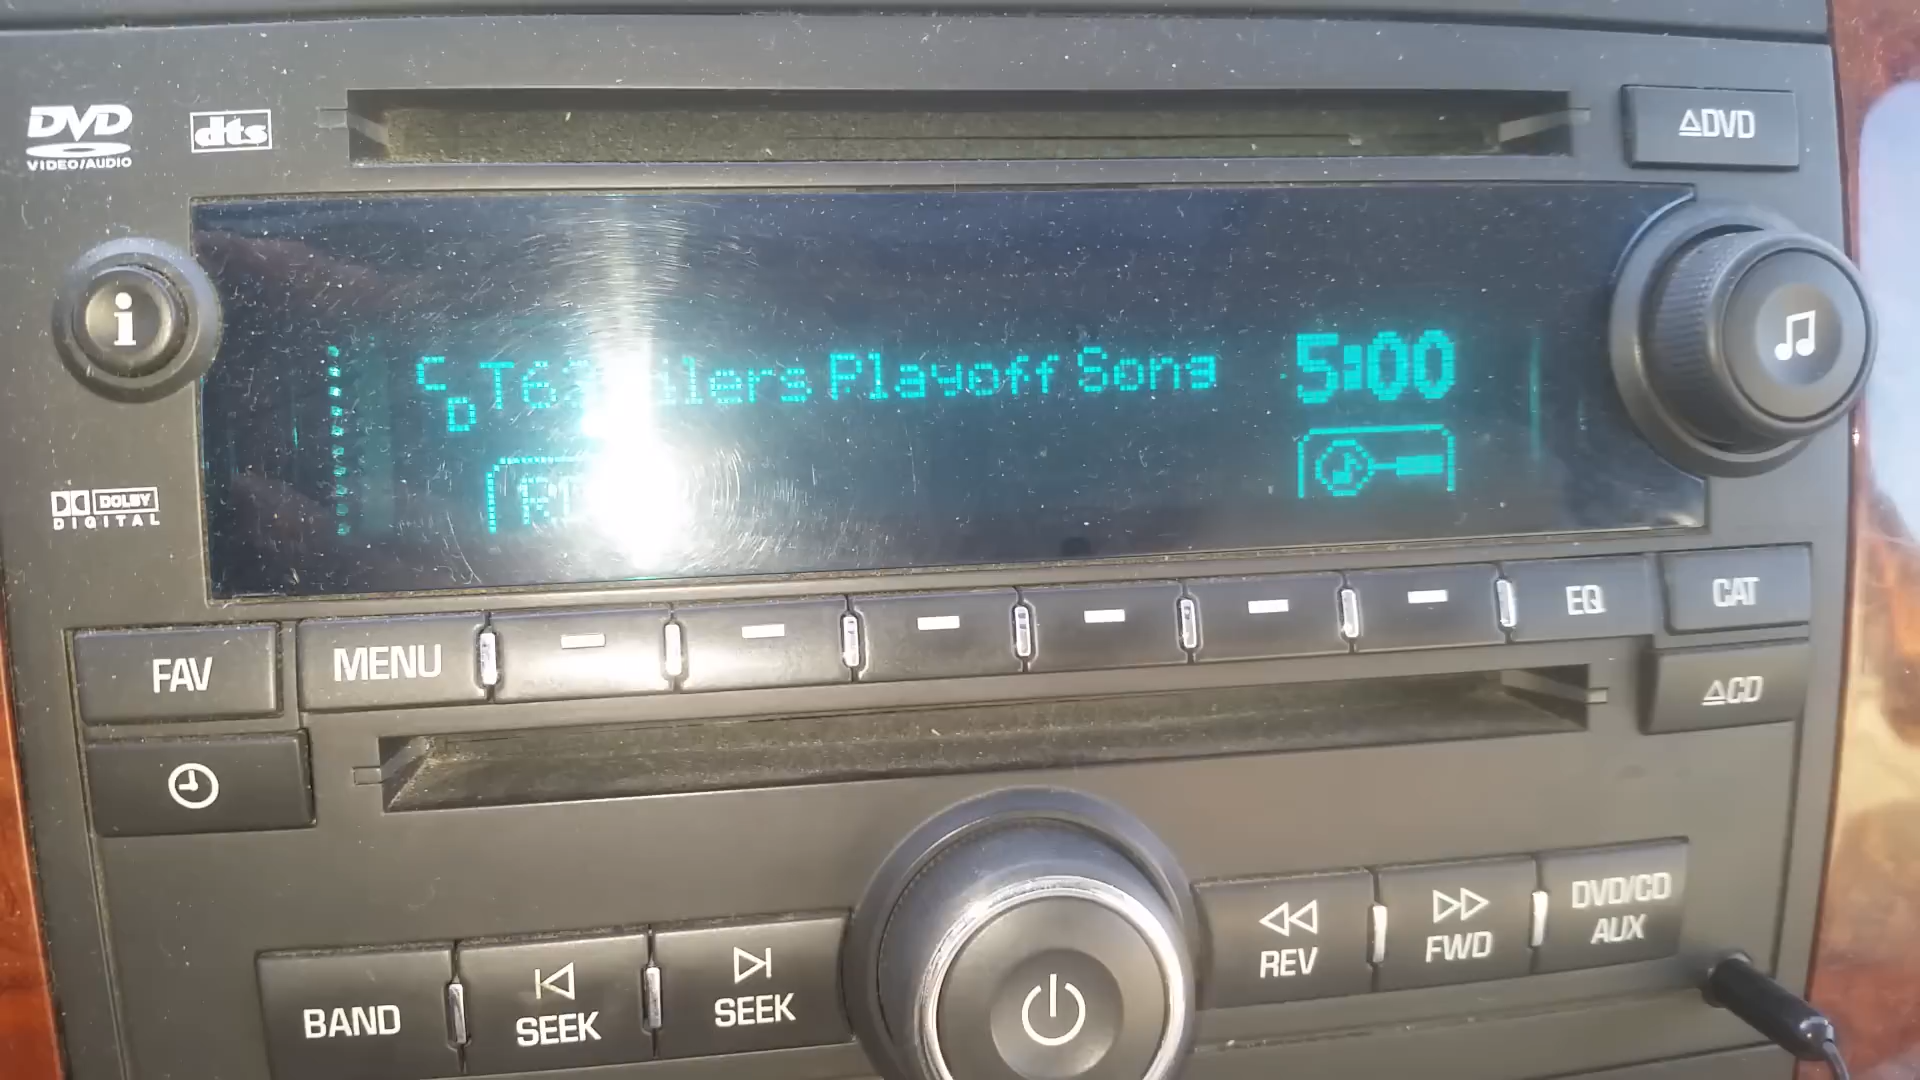 DVD
VIDEO/AUDIO
dts
DVD
i
CD Playoff Song 5:00
DOLBY
DIGITAL
FAV
MENU
EQ
CAT
CD
BAND
SEEK
SEEK
REV
FWD
DVD/CD
AUX